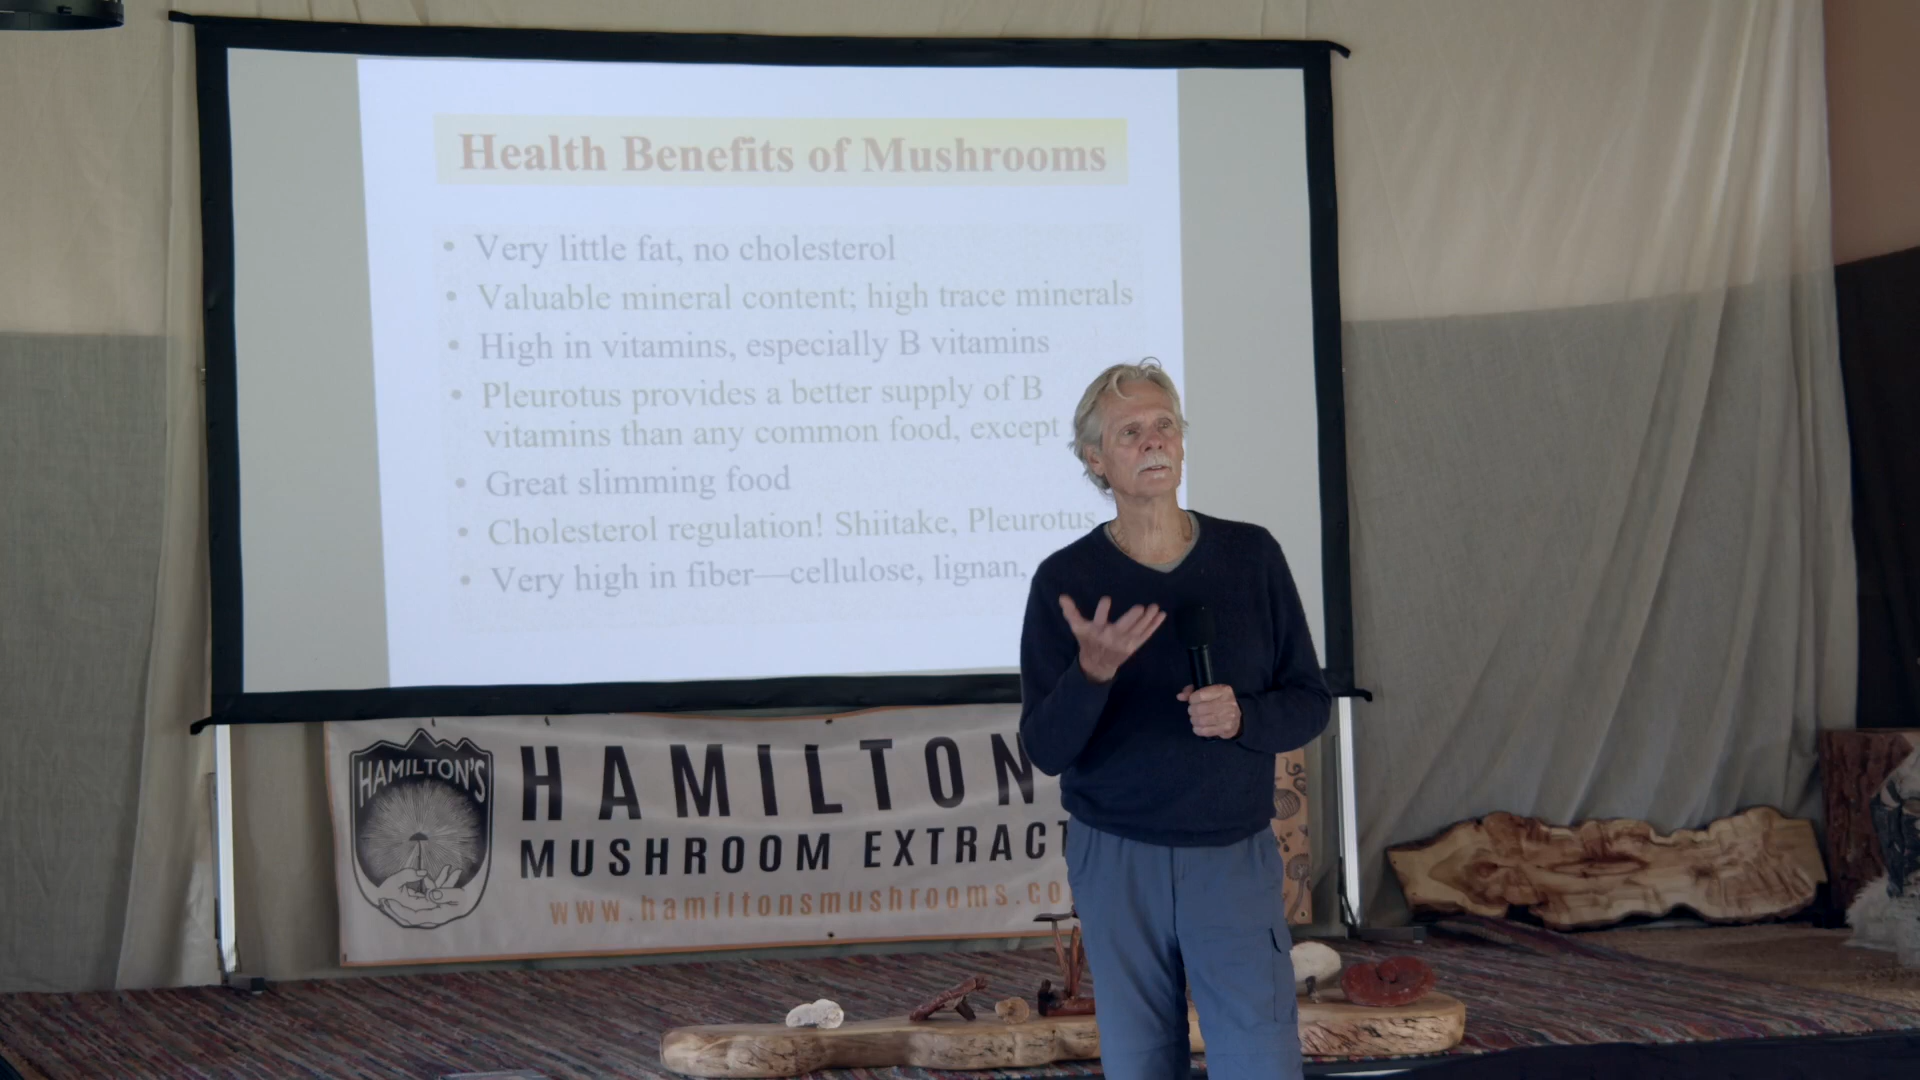 Health Benefits of Mushrooms
• Very little fat, no cholesterol
• Valuable mineral content; high trace minerals
• High in vitamins, especially B vitamins
• Pleurotus provides a better supply of B
vitamins than any common food, except
• Great slimming food
• Cholesterol regulation! Shiitake, Pleurotus
• Very high in fiber—cellulose, lignan,
HAMILTON'S
HAMILTON
MUSHROOM EXTRACT
www.hamiltonsmushrooms.co